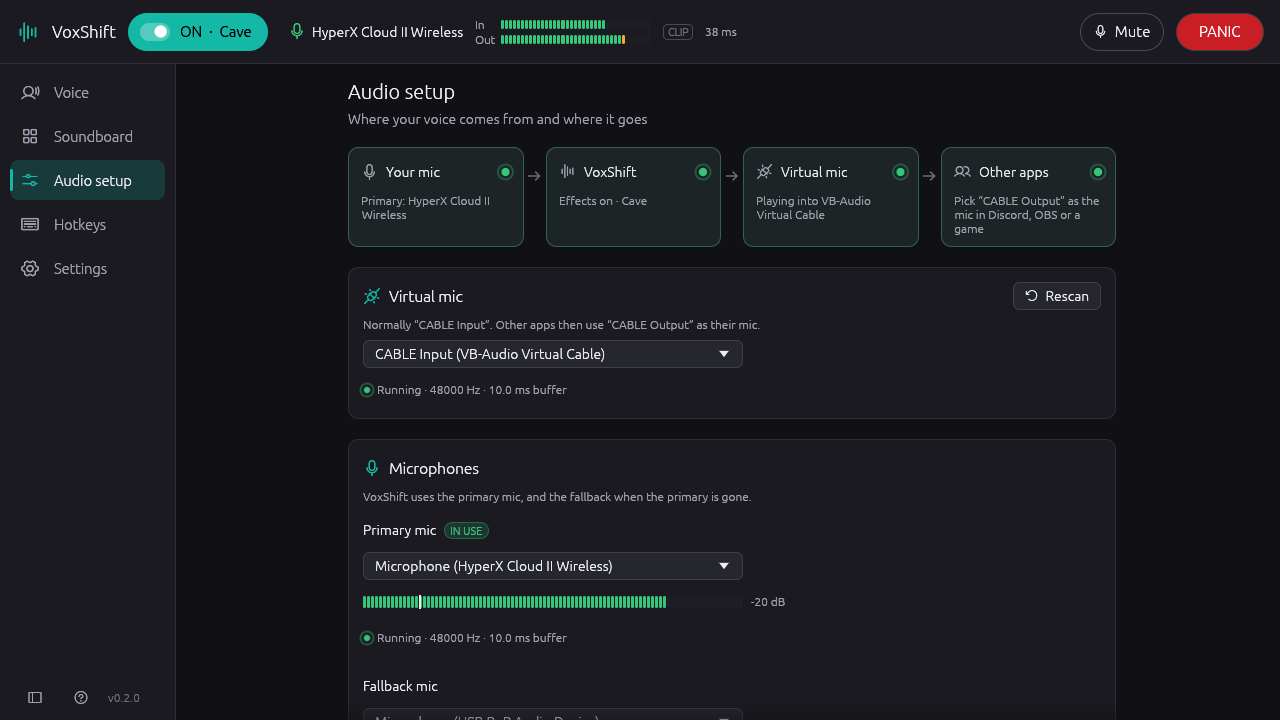 VoxShift
ON · Cave
HyperX Cloud II Wireless
In
Out
CLIP
38 ms
Mute
PANIC
Voice
Soundboard
Audio setup
Hotkeys
Settings
v0.2.0
Audio setup
Where your voice comes from and where it goes
Your mic
Primary: HyperX Cloud II
Wireless
VoxShift
Effects on · Cave
Virtual mic
Playing into VB-Audio
Virtual Cable
Other apps
Pick “CABLE Output” as the
mic in Discord, OBS or a
game
Virtual mic
Rescan
Normally “CABLE Input”. Other apps then use “CABLE Output” as their mic.
CABLE Input (VB-Audio Virtual Cable)
Running · 48000 Hz · 10.0 ms buffer
Microphones
VoxShift uses the primary mic, and the fallback when the primary is gone.
Primary mic
IN USE
Microphone (HyperX Cloud II Wireless)
-20 dB
Running · 48000 Hz · 10.0 ms buffer
Fallback mic